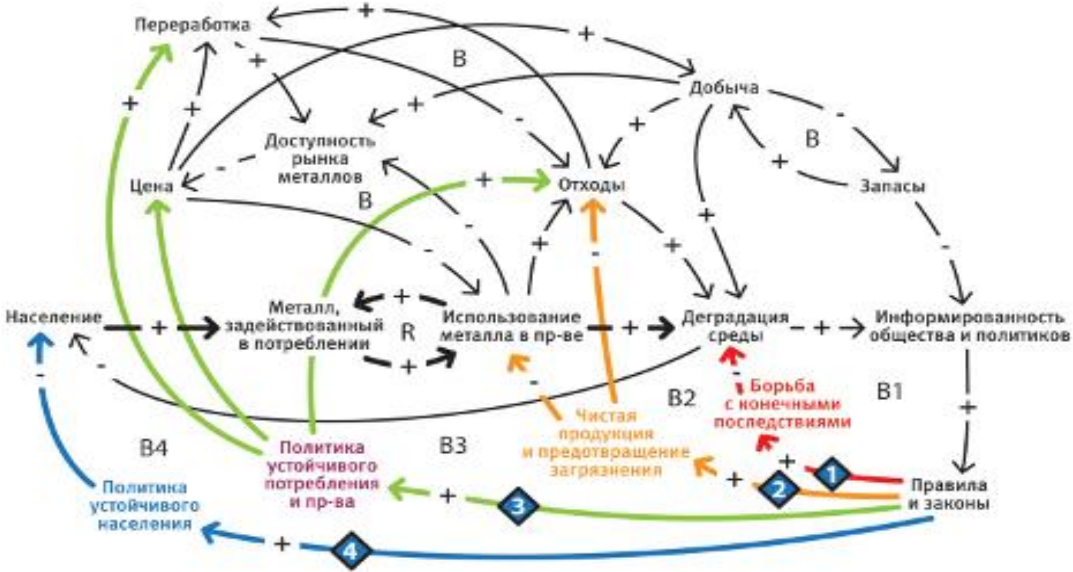 Переработка
Добыча
Доступность
рынка
металлов
Цена
Отходы
Запасы
Население
Металл,
задействованный
в потреблении
Использование
металла в пр-ве
Деградация
среды
Информированность
общества и политиков
Борьба
с конечными
последствиями
Чистая
продукция
и предотвращение
загрязнения
Политика
устойчивого
потребления
и пр-ва
Политика
устойчивого
населения
Правила
и законы
B
B
B
R
B1
B2
B3
B4
1
2
3
4